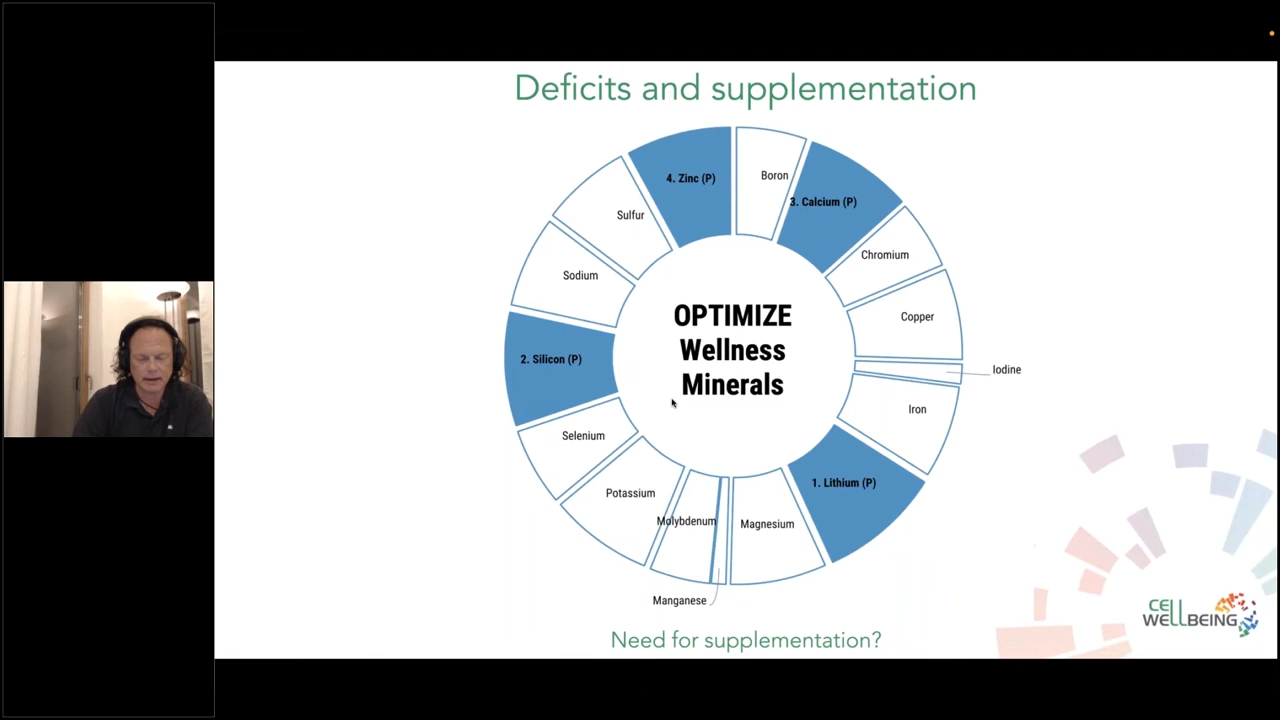 Deficits and supplementation
4. Zinc (P)
Boron
3. Calcium (P)
Sulfur
Chromium
Sodium
Copper
OPTIMIZE
Wellness
Minerals
2. Silicon (P)
Iodine
Iron
Selenium
1. Lithium (P)
Potassium
Molybdenum
Magnesium
Manganese
Need for supplementation?
CELL
WELLBEING